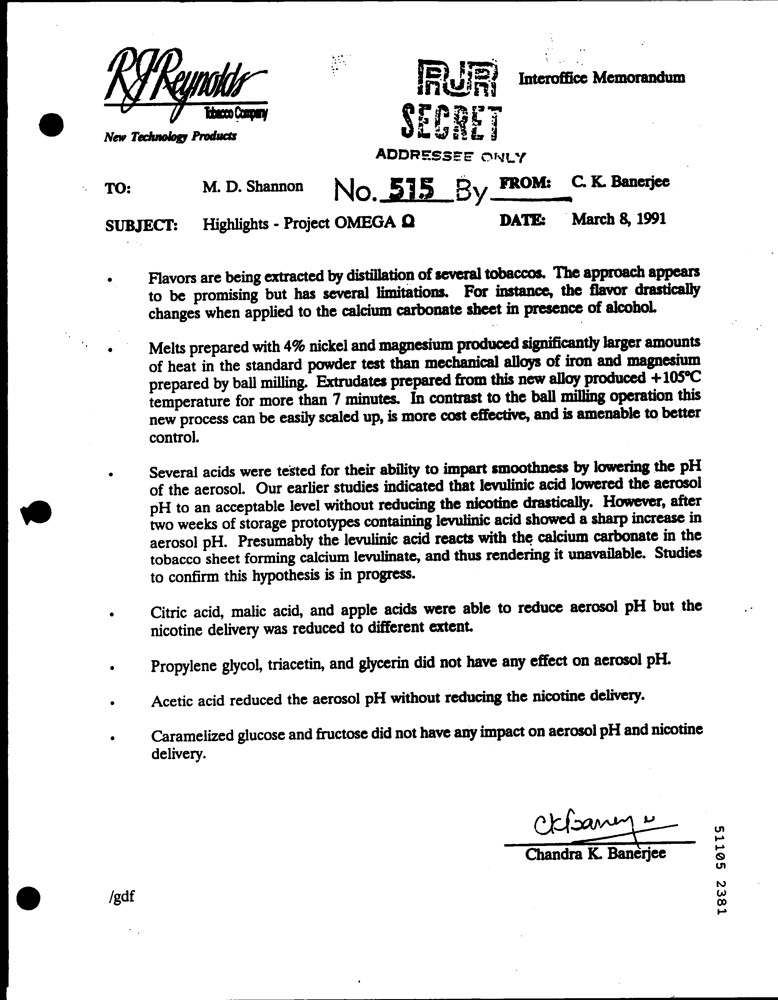 RJReynolds
Tobacco Company
New Technology Products
RJR
SECRET
ADDRESSEE ONLY
Interoffice Memorandum
TO: M. D. Shannon No. 515 By FROM: C. K. Banerjee
SUBJECT: Highlights - Project OMEGA Ω DATE: March 8, 1991
• Flavors are being extracted by distillation of several tobaccos. The approach appears
to be promising but has several limitations. For instance, the flavor drastically
changes when applied to the calcium carbonate sheet in presence of alcohol.
• Melts prepared with 4% nickel and magnesium produced significantly larger amounts
of heat in the standard powder test than mechanical alloys of iron and magnesium
prepared by ball milling. Extrudates prepared from this new alloy produced +105°C
temperature for more than 7 minutes. In contrast to the ball milling operation this
new process can be easily scaled up, is more cost effective, and is amenable to better
control.
• Several acids were tested for their ability to impart smoothness by lowering the pH
of the aerosol. Our earlier studies indicated that levulinic acid lowered the aerosol
pH to an acceptable level without reducing the nicotine drastically. However, after
two weeks of storage prototypes containing levulinic acid showed a sharp increase in
aerosol pH. Presumably the levulinic acid reacts with the calcium carbonate in the
tobacco sheet forming calcium levulinate, and thus rendering it unavailable. Studies
to confirm this hypothesis is in progress.
• Citric acid, malic acid, and apple acids were able to reduce aerosol pH but the
nicotine delivery was reduced to different extent.
• Propylene glycol, triacetin, and glycerin did not have any effect on aerosol pH.
• Acetic acid reduced the aerosol pH without reducing the nicotine delivery.
• Caramelized glucose and fructose did not have any impact on aerosol pH and nicotine
delivery.
Chandra K. Banerjee
/gdf
51105 2381